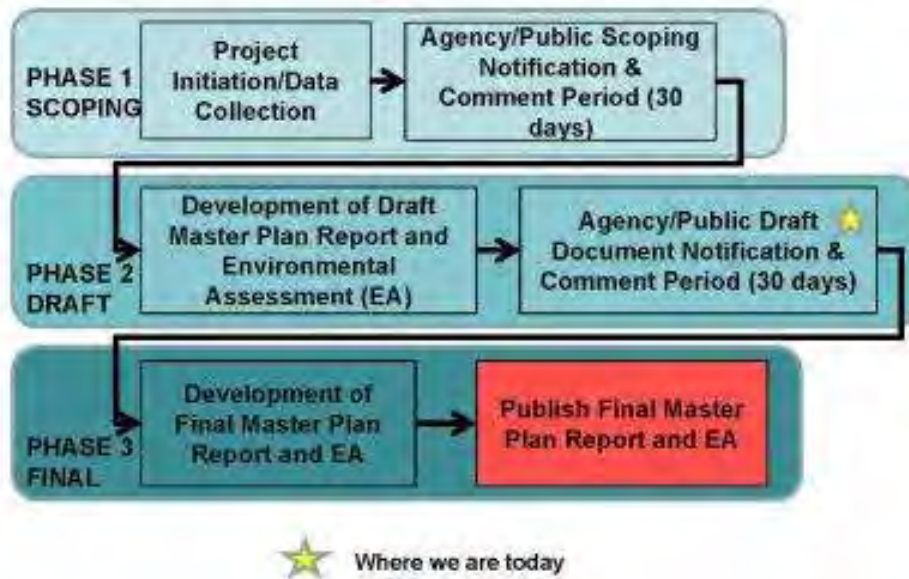 PHASE 1
SCOPING
Project
Initiation/Data
Collection
Agency/Public Scoping
Notification &
Comment Period (30
days)
PHASE 2
DRAFT
Development of Draft
Master Plan Report and
Environmental
Assessment (EA)
Agency/Public Draft
Document Notification &
Comment Period (30 days)
PHASE 3
FINAL
Development of
Final Master Plan
Report and EA
Publish Final Master
Plan Report and EA
Where we are today